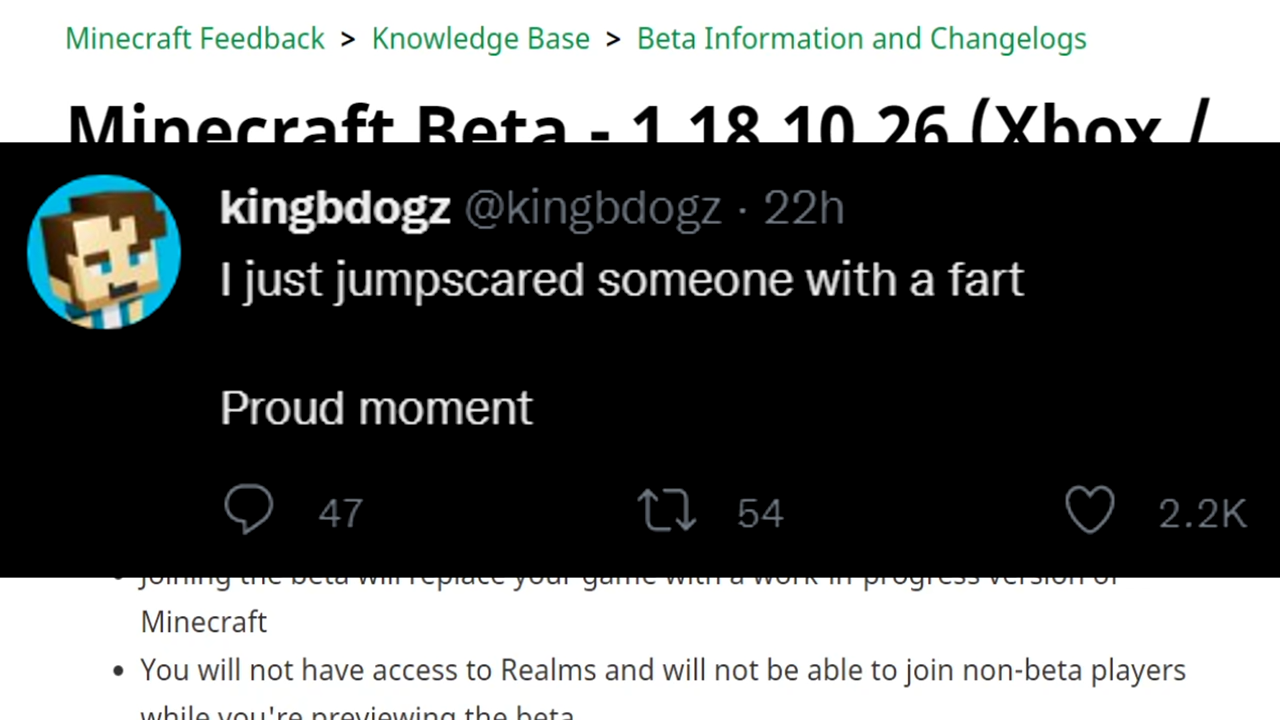 Minecraft Feedback > Knowledge Base > Beta Information and Changelogs
Minecraft Beta - 1.18.10.26 (Xbox /
kingbdogz @kingbdogz · 22h
I just jumpscared someone with a fart
Proud moment
47 54 2.2K
Joining the beta will replace your game with a work-in-progress version of
Minecraft
• You will not have access to Realms and will not be able to join non-beta players
while you're previewing the beta